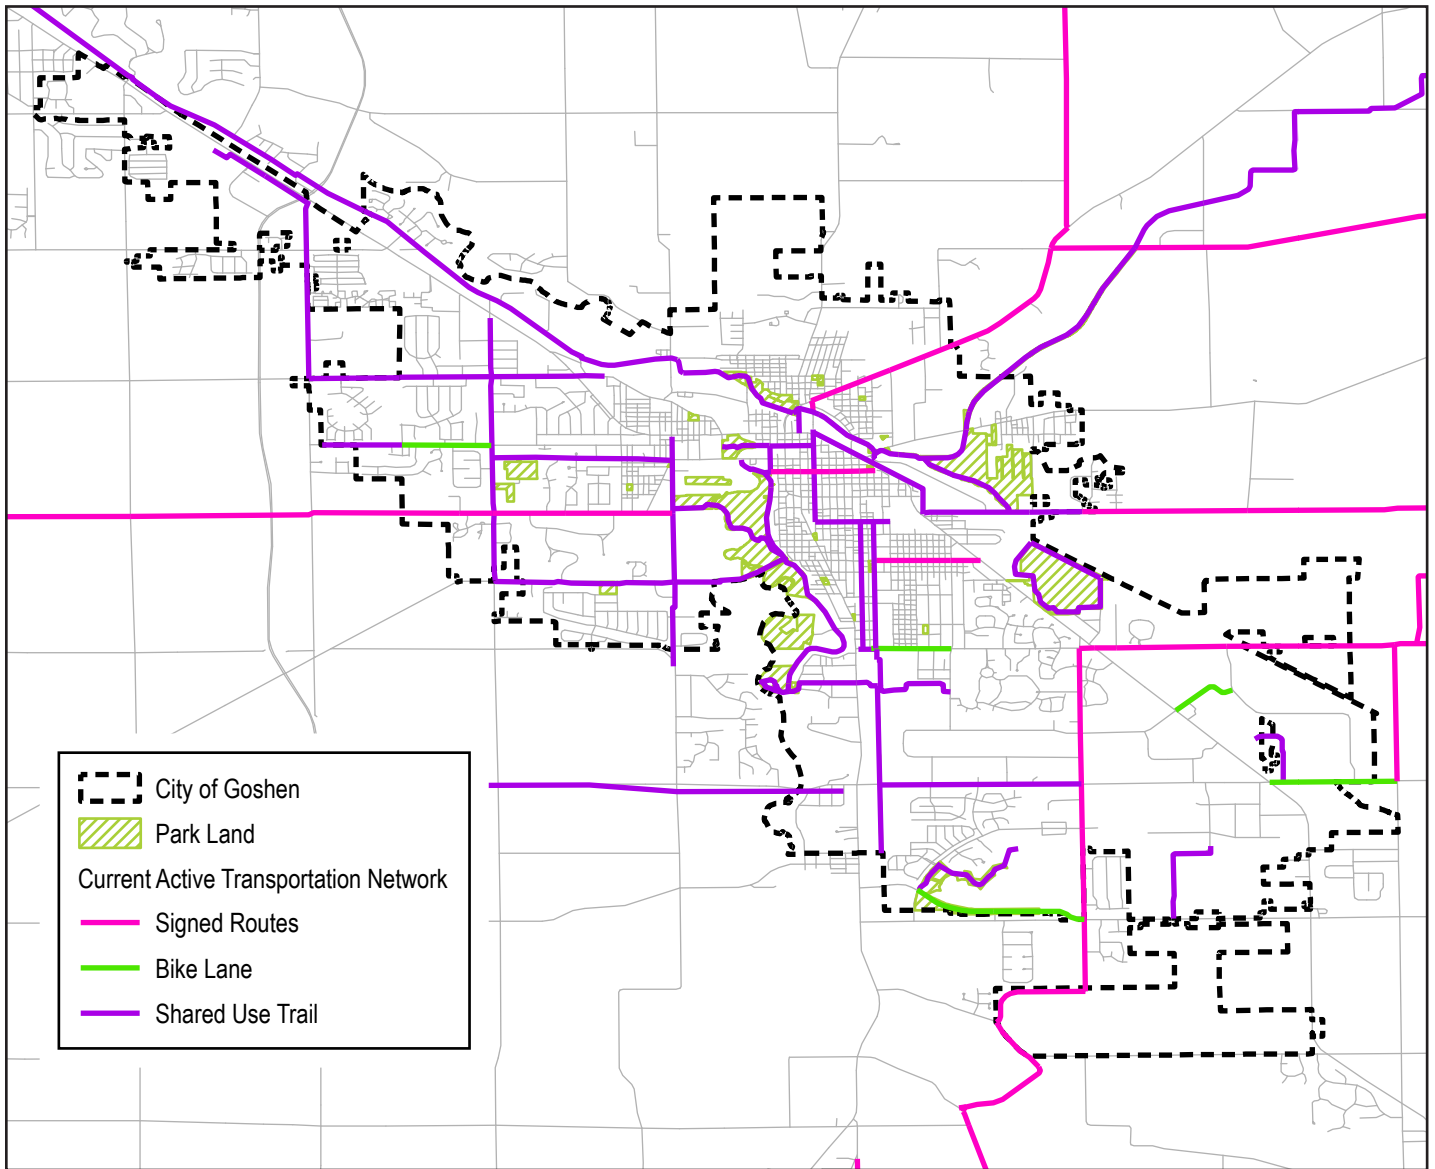 City of Goshen
Park Land
Current Active Transportation Network
Signed Routes
Bike Lane
Shared Use Trail